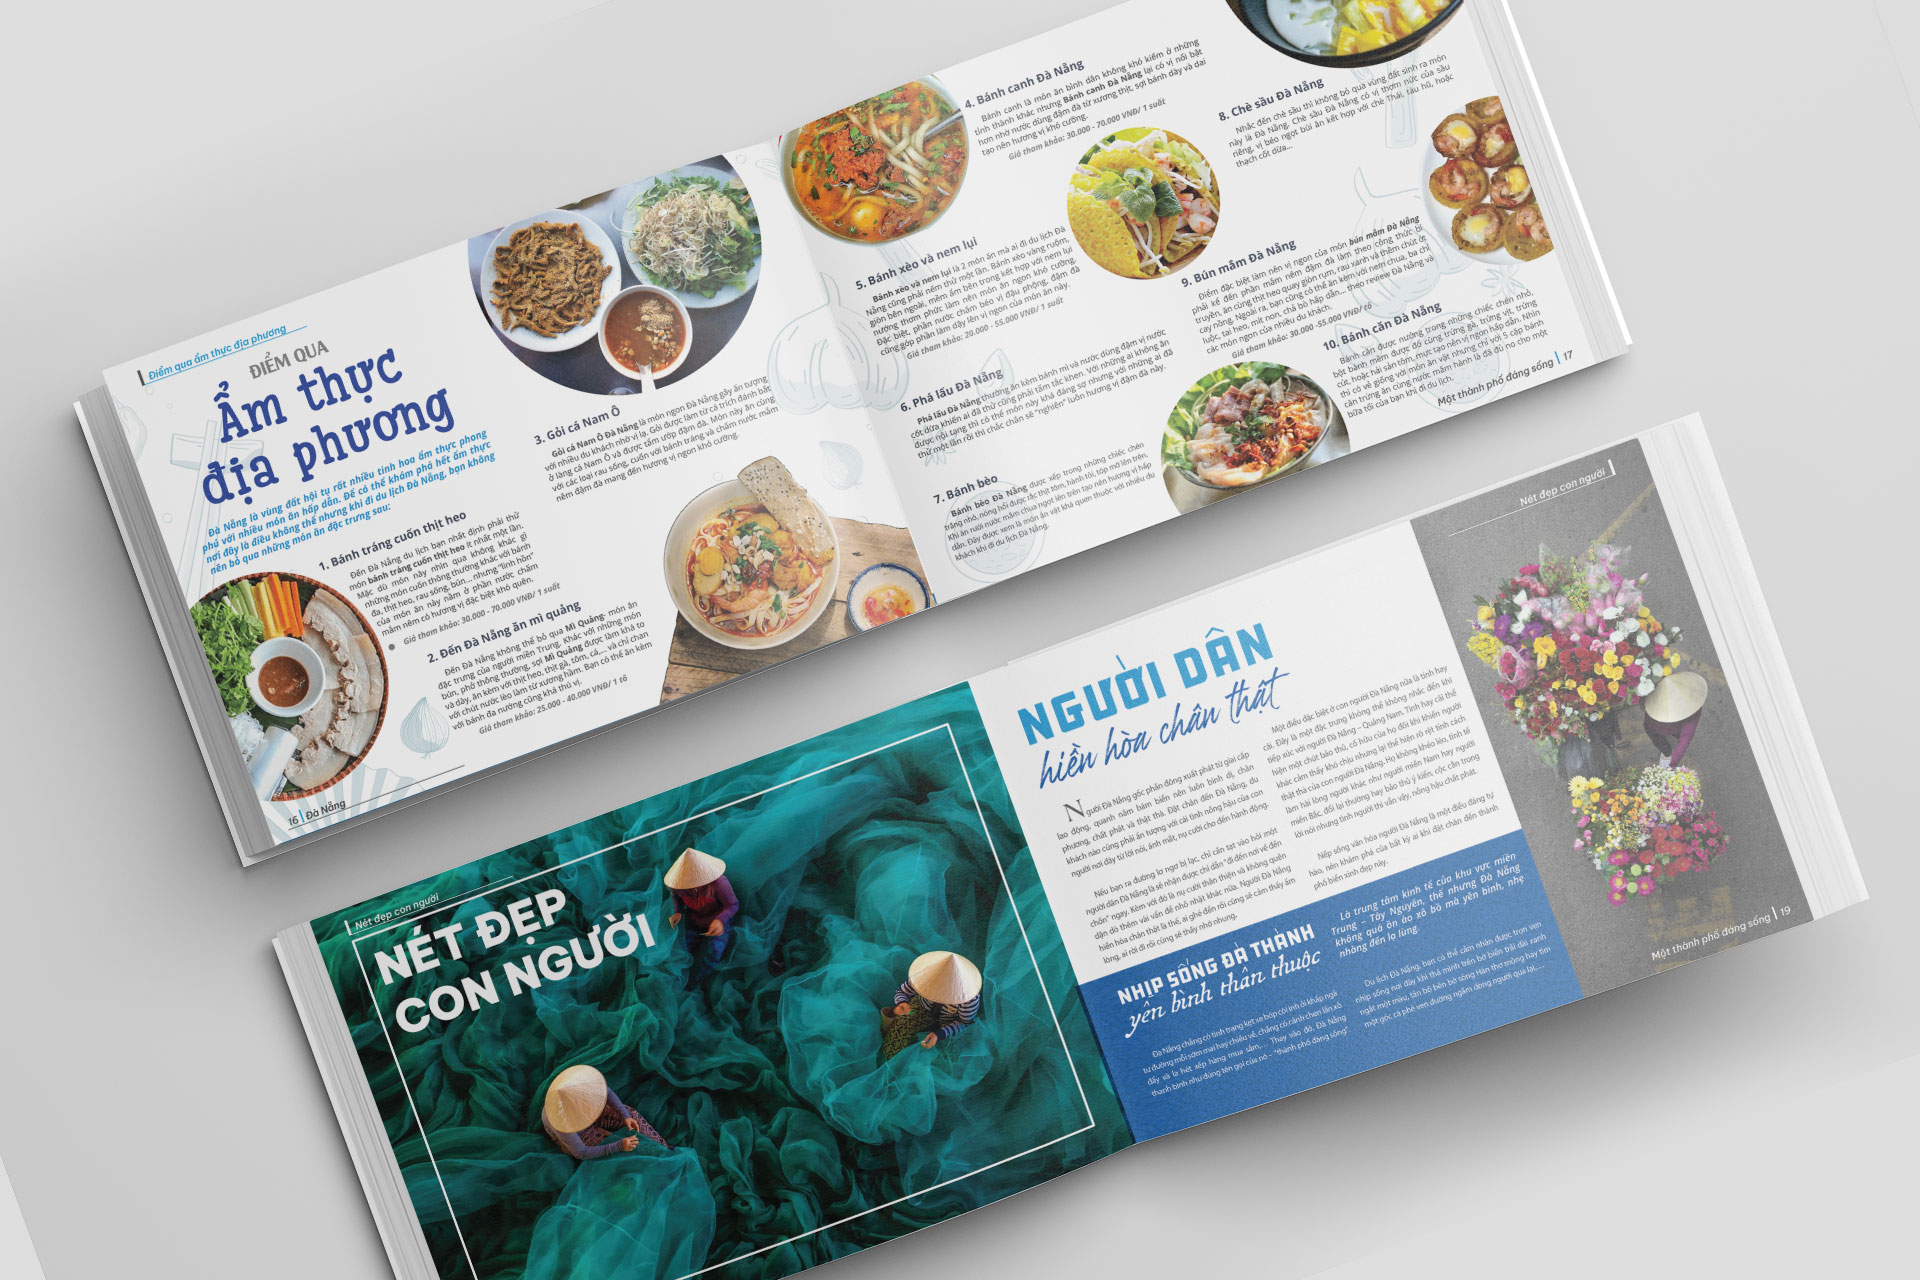 Điểm qua ẩm thực địa phương
ĐIỂM QUA
Ẩm thực
địa phương
Đà Nẵng là vùng đất hội tụ rất nhiều tinh hoa ẩm thực phong
phú với nhiều món ăn hấp dẫn. Để có thể khám phá hết ẩm thực
nơi đây là điều không thể nhưng khi đi du lịch Đà Nẵng, bạn không
nên bỏ qua những món ăn đặc trưng sau:
1. Bánh tráng cuốn thịt heo
Đến Đà Nẵng du lịch bạn nhất định phải thử
món bánh tráng cuốn thịt heo ít nhất một lần.
Mặc dù món này nhìn qua không khác gì
những món cuốn thông thường khác với bánh
đa, thịt heo, rau sống, bún... nhưng "linh hồn"
của món ăn này nằm ở phần nước chấm
mắm nêm có hương vị đặc biệt khó quên.
Giá tham khảo: 30.000 - 70.000 VNĐ/ 1 suất
2. Đến Đà Nẵng ăn mì quảng
Đến Đà Nẵng không thể bỏ qua Mì Quảng- món ăn
đặc trưng của người miền Trung. Khác với những món
bún, phở thông thường, sợi Mì Quảng được làm khá to
và dày, ăn kèm với thịt heo, thịt gà, tôm, cá,... và chỉ chan
với chút nước lèo làm từ xương hầm. Bạn có thể ăn kèm
với bánh đa nướng cũng khá thú vị.
Giá tham khảo: 25.000 - 40.000 VNĐ/ 1 tô
16 | Đà Nẵng
3. Gỏi cá Nam Ô
Gỏi cá Nam Ô Đà Nẵng là món ngon Đà Nẵng gây ấn tượng
với nhiều du khách nhờ vị lạ. Gỏi được làm từ cá trích đánh bắt
ở làng cá Nam Ô và được tẩm ướp đậm đà. Món này ăn cùng
với các loại rau sống, cuốn với bánh tráng và chấm nước mắm
nêm đậm đà mang đến hương vị ngon khó cưỡng.
4. Bánh canh Đà Nẵng
Bánh canh là món ăn bình dân không khó kiếm ở những
tỉnh thành khác nhưng Bánh canh Đà Nẵng lại có vị nổi bật
hơn nhờ nước dùng đậm đà từ xương thịt, sợi bánh dày và dai
tạo nên hương vị khó cưỡng.
Giá tham khảo: 30.000 - 70.000 VNĐ/ 1 suất
5. Bánh xèo và nem lụi
Bánh xèo và nem lụi là 2 món ăn mà ai đi du lịch Đà
Nẵng cũng phải nếm thử một lần. Bánh xèo vàng ruộm,
giòn bên ngoài, mềm ẩm bên trong kết hợp với nem lụi
nướng thơm phức làm nên món ăn ngon khó cưỡng.
Đặc biệt, phần nước chấm béo vị đậu phộng, đậm đà
cũng góp phần làm dậy lên vị ngon của món ăn này.
Giá tham khảo: 20.000 - 55.000 VNĐ/ 1 suất
6. Phá lấu Đà Nẵng
Phá lấu Đà Nẵng thường ăn kèm bánh mì và nước dùng đậm vị nước
cốt dừa khiến ai đã thử cũng phải tấm tắc khen. Với những ai không ăn
được nội tạng thì có thể món này khá đáng sợ nhưng với những ai đã
thử một lần rồi thì chắc chắn sẽ "nghiện" luôn hương vị đậm đà này.
7. Bánh bèo
Bánh bèo Đà Nẵng được xếp trong những chiếc chén
trắng nhỏ, nóng hổi được rắc thịt tôm, hành tỏi, tóp mỡ lên trên.
Khi ăn rưới nước mắm chua ngọt lên trên tạo nên hương vị hấp
dẫn. Đây được xem là món ăn vặt khá quen thuộc với nhiều du
khách khi đi du lịch Đà Nẵng.
8. Chè sầu Đà Nẵng
Nhắc đến chè sầu thì không bỏ qua vùng đất sinh ra món
này là Đà Nẵng. Chè sầu Đà Nẵng có vị thơm nức của sầu
riêng, vị béo ngọt bùi ăn kết hợp với chè Thái, tàu hũ, hoặc
thạch cốt dừa...
9. Bún mắm Đà Nẵng
Điểm đặc biệt làm nên vị ngon của món bún mắm Đà Nẵng
phải kể đến phần mắm nêm đậm đà làm theo công thức bí
truyền, ăn cùng thịt heo quay giòn rụm, rau xanh và thêm chút ớt
cay nồng. Ngoài ra, bạn cũng có thể ăn kèm với nem chua, ba chỉ
luộc, tai heo, mít non, chả bò hấp dẫn... theo review Đà Nẵng và
các món ngon của nhiều du khách.
Giá tham khảo: 30.000 -55.000 VNĐ/ tô
10. Bánh căn Đà Nẵng
Bánh căn được nướng trong những chiếc chén nhỏ,
bột bánh mềm được đổ cùng trứng gà, trứng vịt, trứng
cút, hoặc hải sản tôm, mực tạo nên vị ngon hấp dẫn. Nhìn
thì có vẻ giống với món ăn vặt nhưng chỉ với 5 cặp bánh
căn trứng ăn cùng nước mắm hành là đã đủ no cho một
bữa tối của bạn khi đi du lịch.
Một thành phố đáng sống | 17
Nét đẹp con người
NÉT ĐẸP
CON NGƯỜI
NGƯỜI DÂN
hiền hòa chân thật
Người Đà Nẵng gốc phần đông xuất phát từ giai cấp
lao động, quanh năm bám biển nên luôn bình dị, chân
phương, chất phát và thật thà. Đặt chân đến Đà Nẵng, du
khách nào cũng phải ấn tượng với cái tình nồng hậu của con
người nơi đây từ lời nói, ánh mắt, nụ cười cho đến hành động.
Nếu bạn ra đường lơ ngơ bị lạc, chỉ cần tạt vào hỏi một
người dân Đà Nẵng là sẽ nhận được chỉ dẫn "đi đến nơi về đến
chốn" ngay. Kèm với đó là nụ cười thân thiện và không quên
dặn dò thêm vài vấn đề nhỏ nhặt khác nữa. Người Đà Nẵng
hiền hòa chân thật là thế, ai ghé đến rồi cũng sẽ cảm thấy ấm
lòng, ai rời đi rồi cũng sẽ thấy nhớ nhung.
Một điều đặc biệt ở con người Đà Nẵng nữa là tính hay
cãi. Đây là một đặc trưng không thể không nhắc đến khi
tiếp xúc với người Đà Nẵng – Quảng Nam. Tính hay cãi thể
hiện một chút bảo thủ, cố hữu của họ đôi khi khiến người
khác cảm thấy khó chịu nhưng lại thể hiện rõ rệt tính cách
thật thà của con người Đà Nẵng. Họ không khéo léo, tinh tế
làm hài lòng người khác như người miền Nam hay người
miền Bắc, đổi lại thường hay bảo thủ ý kiến, cộc cằn trong
lời nói nhưng tình người thì vẫn vậy, nồng hậu chất phát.
Nếp sống văn hóa người Đà Nẵng là một điều đáng tự
hào, nên khám phá của bất kỳ ai khi đặt chân đến thành
phố biển xinh đẹp này.
NHỊP SỐNG ĐÀ THÀNH
yên bình thân thuộc
Đà Nẵng chẳng có tình trạng kẹt xe bóp còi inh ỏi khắp ngả
tư đường mỗi sớm mai hay chiều về, chẳng có cảnh chen lấn xô
đẩy và la hét xếp hàng mua sắm,... Thay vào đó, Đà Nẵng
thanh bình như đúng tên gọi của nó – "thành phố đáng sống"
Là trung tâm kinh tế của khu vực miền
Trung – Tây Nguyên, thế nhưng Đà Nẵng
không quá ồn ào xô bồ mà yên bình, nhẹ
nhàng đến lạ lùng.
Du lịch Đà Nẵng, bạn có thể cảm nhận được trọn vẹn
nhịp sống nơi đây khi thả mình trên bờ biển trải dài xanh
ngát một màu, tản bộ bên bờ sông Hàn thơ mộng hay tìm
một góc cà phê ven đường ngắm dòng người qua lại,...
Nét đẹp con người
Một thành phố đáng sống | 19